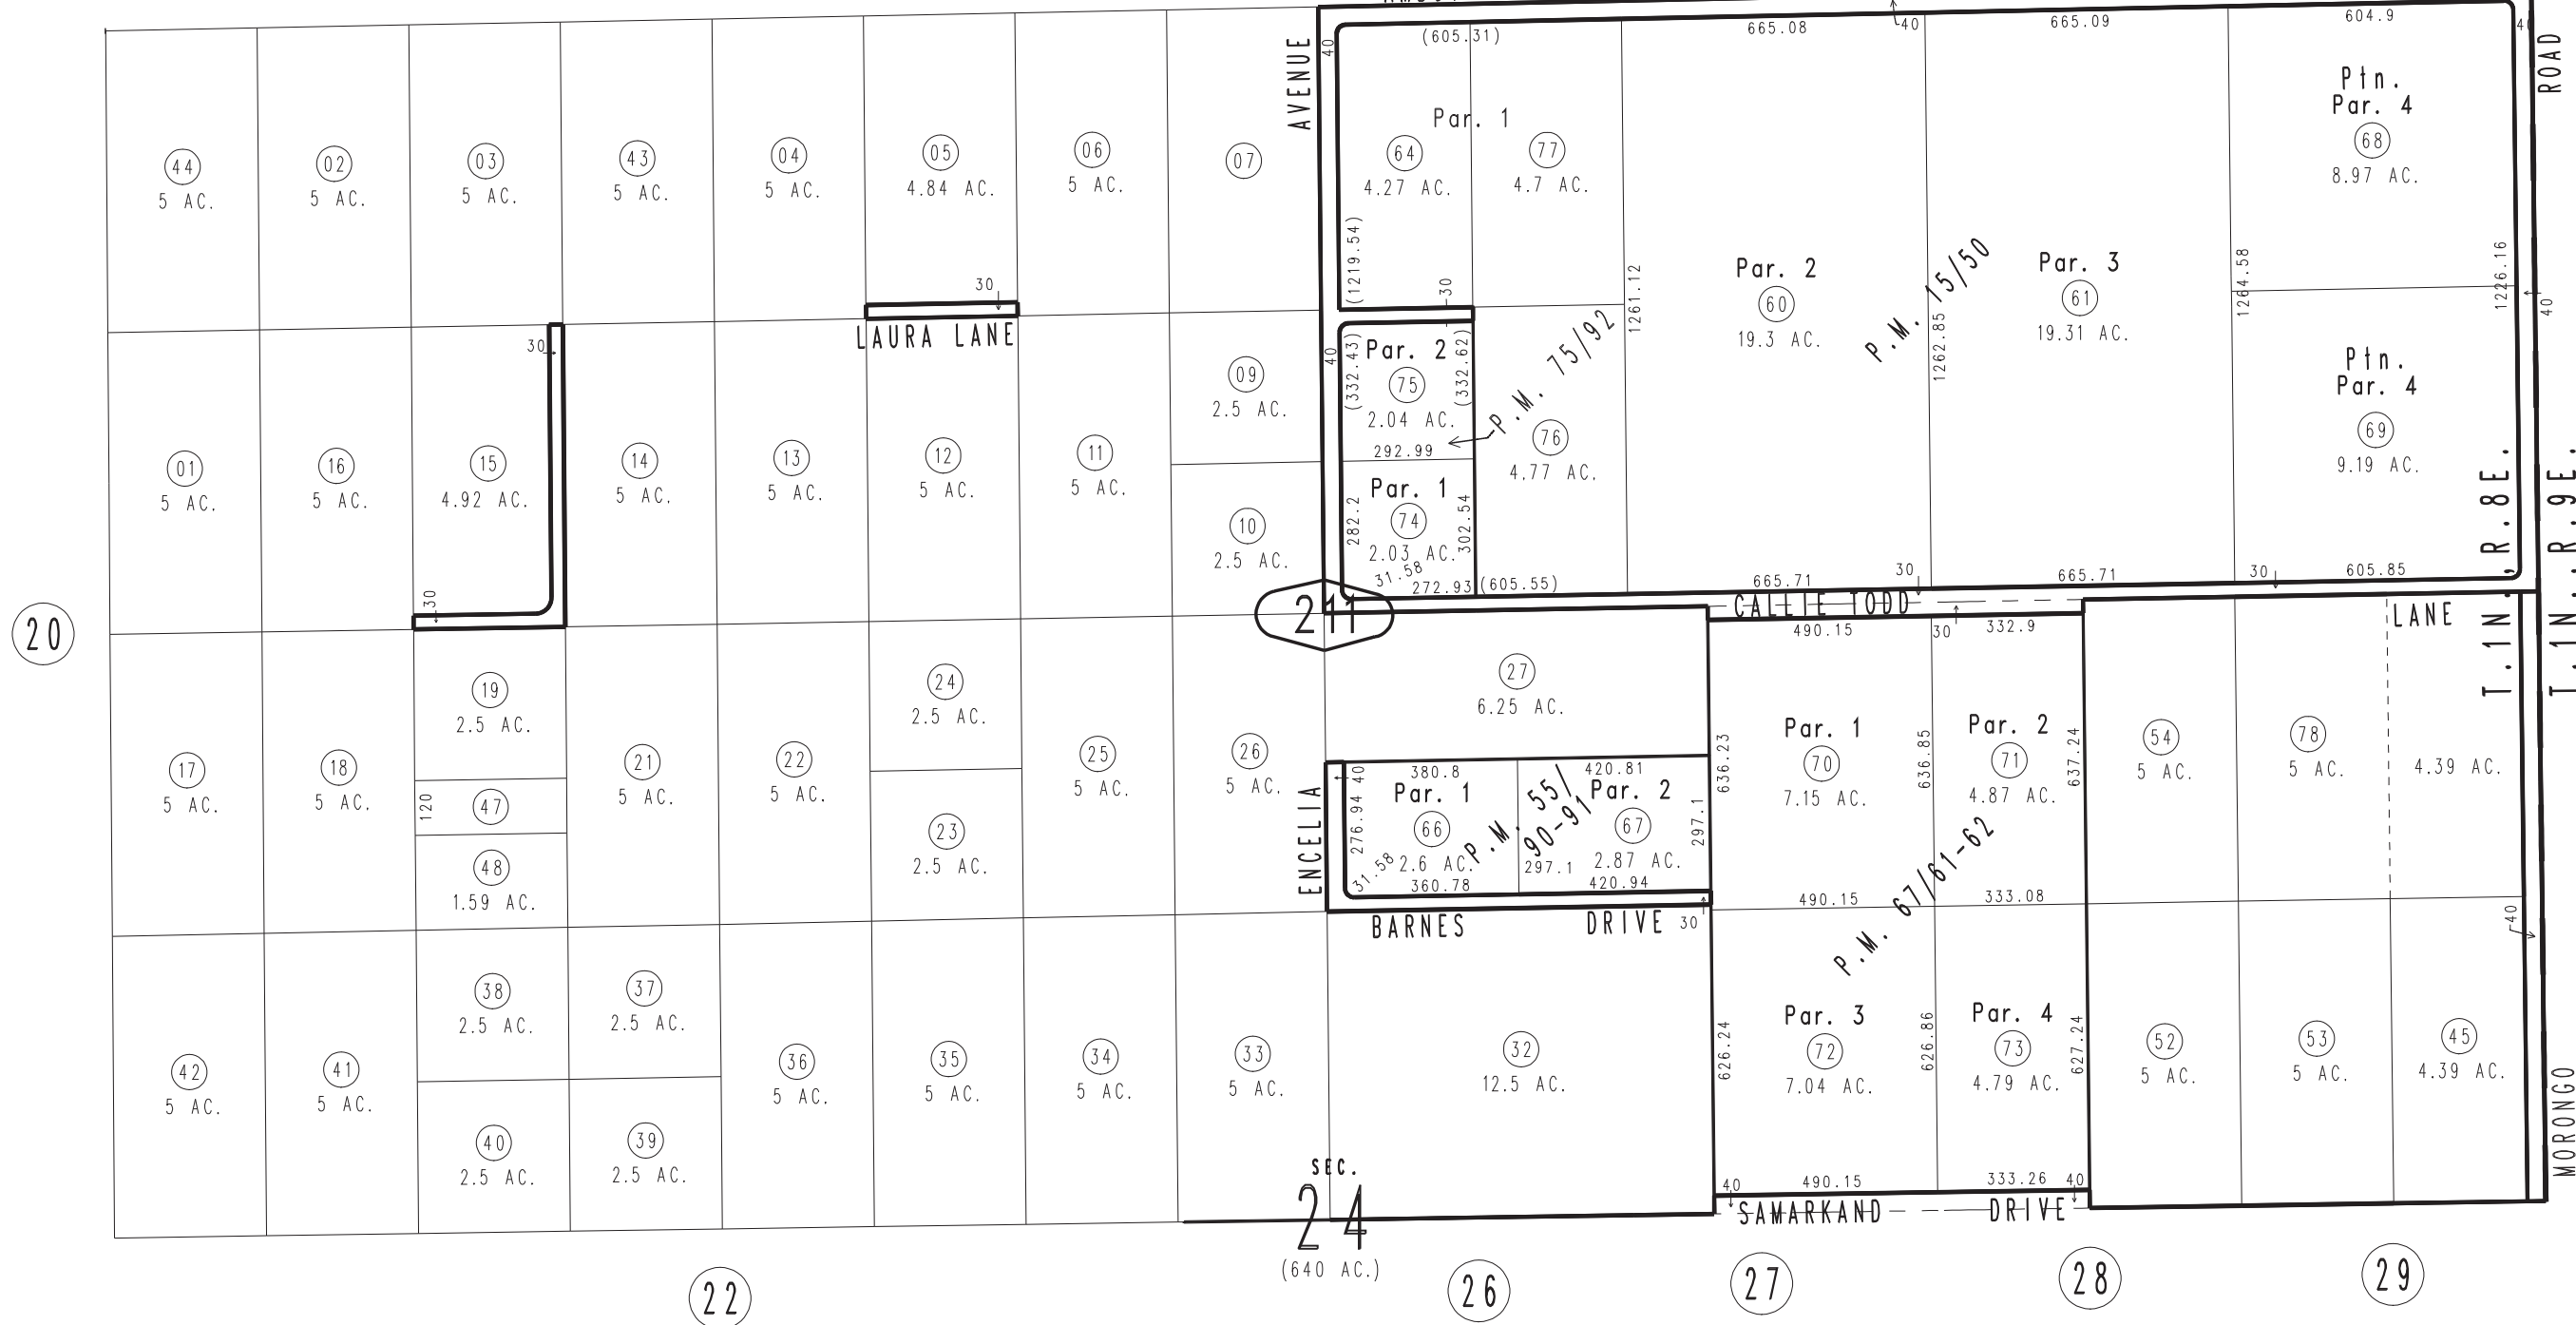 40
(605.31)
665.08
40
665.09
604.9
AVENUE
40
ROAD
Par. 1
Ptn.
Par. 4
68
8.97 AC.
44
5 AC.
02
5 AC.
03
5 AC.
43
5 AC.
04
5 AC.
05
4.84 AC.
06
5 AC.
07
64
4.27 AC.
77
4.7 AC.
(1219.54)
30
1261.12
Par. 2
60
19.3 AC.
P.M. 15/50
1262.85
Par. 3
61
19.31 AC.
1264.58
1226.16
40
30
LAURA LANE
30
40
(332.43)
Par. 2
75
2.04 AC.
292.99
(332.62)
P.M. 75/92
76
4.77 AC.
Ptn.
Par. 4
69
9.19 AC.
01
5 AC.
16
5 AC.
15
4.92 AC.
30
14
5 AC.
13
5 AC.
12
5 AC.
11
5 AC.
09
2.5 AC.
10
2.5 AC.
Par. 1
74
2.03 AC.
282.2
302.54
31.58
272.93
(605.55)
665.71
30
665.71
30
605.85
T.1N., R.8E.
T.1N., R.9E.
20
211
CALLIE TODD
LANE
490.15
30
332.9
17
5 AC.
18
5 AC.
19
2.5 AC.
120
47
48
1.59 AC.
21
5 AC.
22
5 AC.
24
2.5 AC.
23
2.5 AC.
25
5 AC.
26
5 AC.
27
6.25 AC.
ENCELIA
40
380.8
420.81
276.94
Par. 1
66
2.6 AC.
31.58
360.78
P.M. 55/
90-91
Par. 2
67
2.87 AC.
297.1
297.1
420.94
BARNES DRIVE
30
636.23
Par. 1
70
7.15 AC.
636.85
Par. 2
71
4.87 AC.
637.24
490.15
333.08
P.M. 67/61-62
54
5 AC.
78
5 AC.
4.39 AC.
40
42
5 AC.
41
5 AC.
38
2.5 AC.
37
2.5 AC.
40
2.5 AC.
39
2.5 AC.
36
5 AC.
35
5 AC.
34
5 AC.
33
5 AC.
32
12.5 AC.
626.24
Par. 3
72
7.04 AC.
626.86
Par. 4
73
4.79 AC.
627.24
52
5 AC.
53
5 AC.
45
4.39 AC.
MORONGO
40
490.15
333.26
40
SAMARKAND DRIVE
SEC.
24
(640 AC.)
22
26
27
28
29